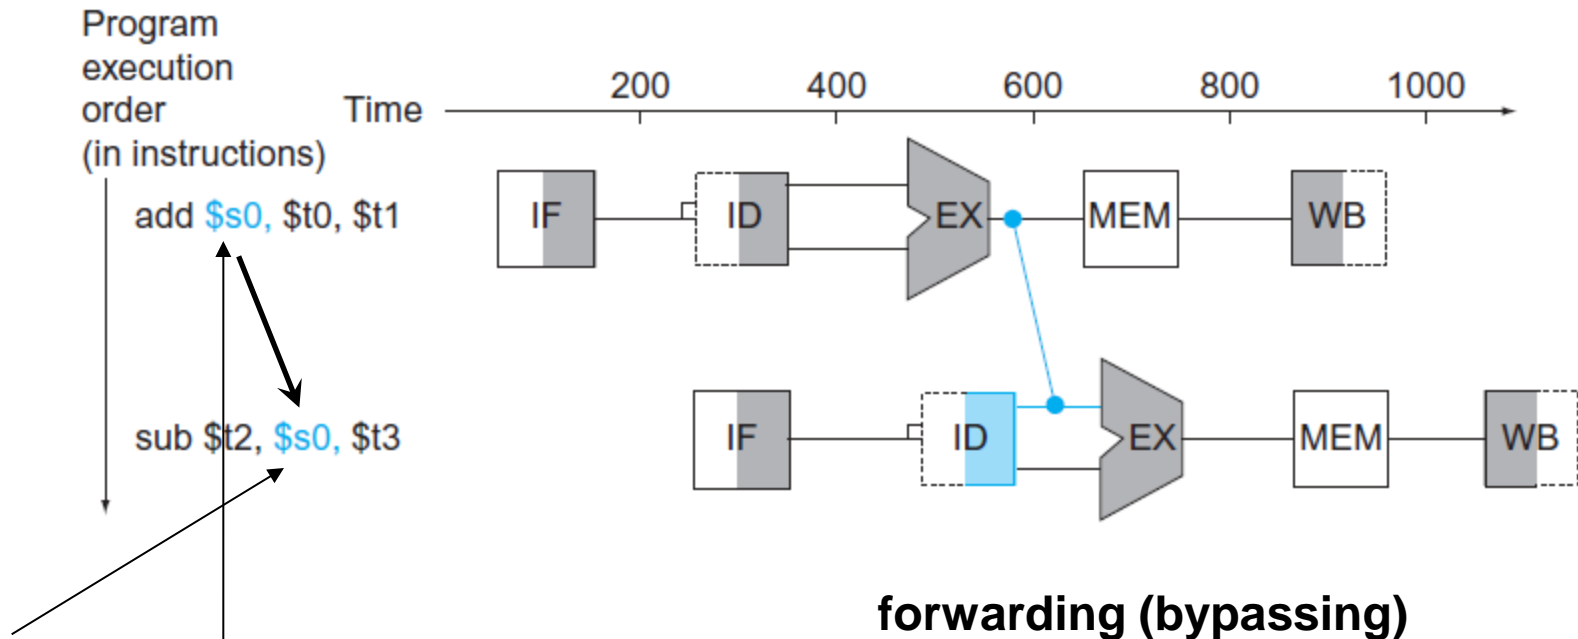 Program
execution
order
(in instructions)
Time
200 400 600 800 1000
add $s0, $t0, $t1
IF ID EX MEM WB
sub $t2, $s0, $t3
IF ID EX MEM WB
forwarding (bypassing)